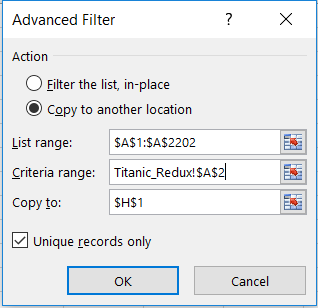 Advanced Filter
Action
Filter the list, in-place
Copy to another location
List range: $A$1:$A$2202
Criteria range: Titanic_Redux!$A$2
Copy to: $H$1
Unique records only
OK Cancel